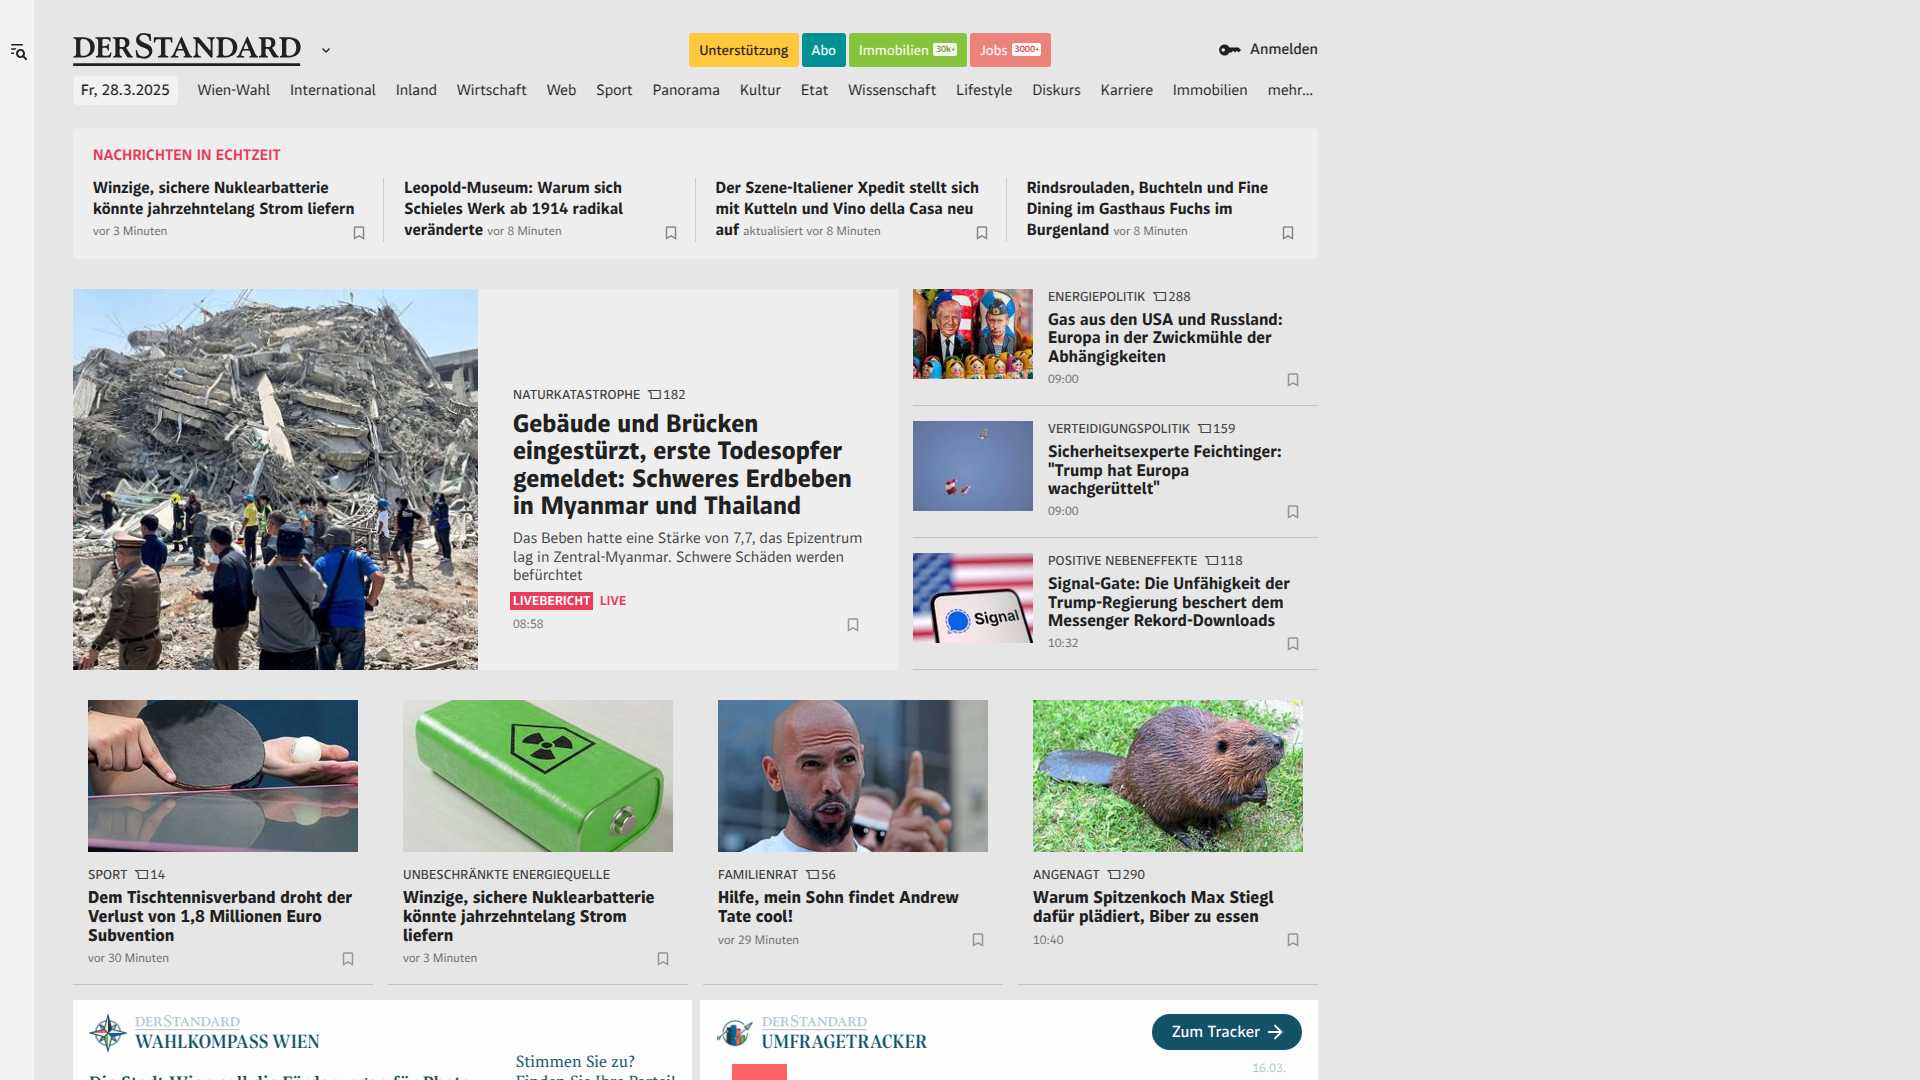 DERSTANDARD
Unterstützung
Abo
Immobilien 30k+
Jobs 3000+
Anmelden
Fr, 28.3.2025
Wien-Wahl
International
Inland
Wirtschaft
Web
Sport
Panorama
Kultur
Etat
Wissenschaft
Lifestyle
Diskurs
Karriere
Immobilien
mehr...
NACHRICHTEN IN ECHTZEIT
Winzige, sichere Nuklearbatterie
könnte jahrzehntelang Strom liefern
vor 3 Minuten
Leopold-Museum: Warum sich
Schieles Werk ab 1914 radikal
veränderte vor 8 Minuten
Der Szene-Italiener Xpedit stellt sich
mit Kutteln und Vino della Casa neu
auf aktualisiert vor 8 Minuten
Rindsrouladen, Buchteln und Fine
Dining im Gasthaus Fuchs im
Burgenland vor 8 Minuten
NATURKATASTROPHE 182
Gebäude und Brücken
eingestürzt, erste Todesopfer
gemeldet: Schweres Erdbeben
in Myanmar und Thailand
Das Beben hatte eine Stärke von 7,7, das Epizentrum
lag in Zentral-Myanmar. Schwere Schäden werden
befürchtet
LIVEBERICHT LIVE
08:58
ENERGIEPOLITIK 288
Gas aus den USA und Russland:
Europa in der Zwickmühle der
Abhängigkeiten
09:00
VERTEIDIGUNGSPOLITIK 159
Sicherheitsexperte Feichtinger:
"Trump hat Europa
wachgerüttelt"
09:00
Signal
POSITIVE NEBENEFFEKTE 118
Signal-Gate: Die Unfähigkeit der
Trump-Regierung beschert dem
Messenger Rekord-Downloads
10:32
SPORT 14
Dem Tischtennisverband droht der
Verlust von 1,8 Millionen Euro
Subvention
vor 30 Minuten
UNBESCHRÄNKTE ENERGIEQUELLE
Winzige, sichere Nuklearbatterie
könnte jahrzehntelang Strom
liefern
vor 3 Minuten
FAMILIENRAT 56
Hilfe, mein Sohn findet Andrew
Tate cool!
vor 29 Minuten
ANGENAGT 290
Warum Spitzenkoch Max Stiegl
dafür plädiert, Biber zu essen
10:40
DERSTANDARD
WAHLKOMPASS WIEN
Stimmen Sie zu?
DERSTANDARD
UMFRAGETRACKER
Zum Tracker
16.03.